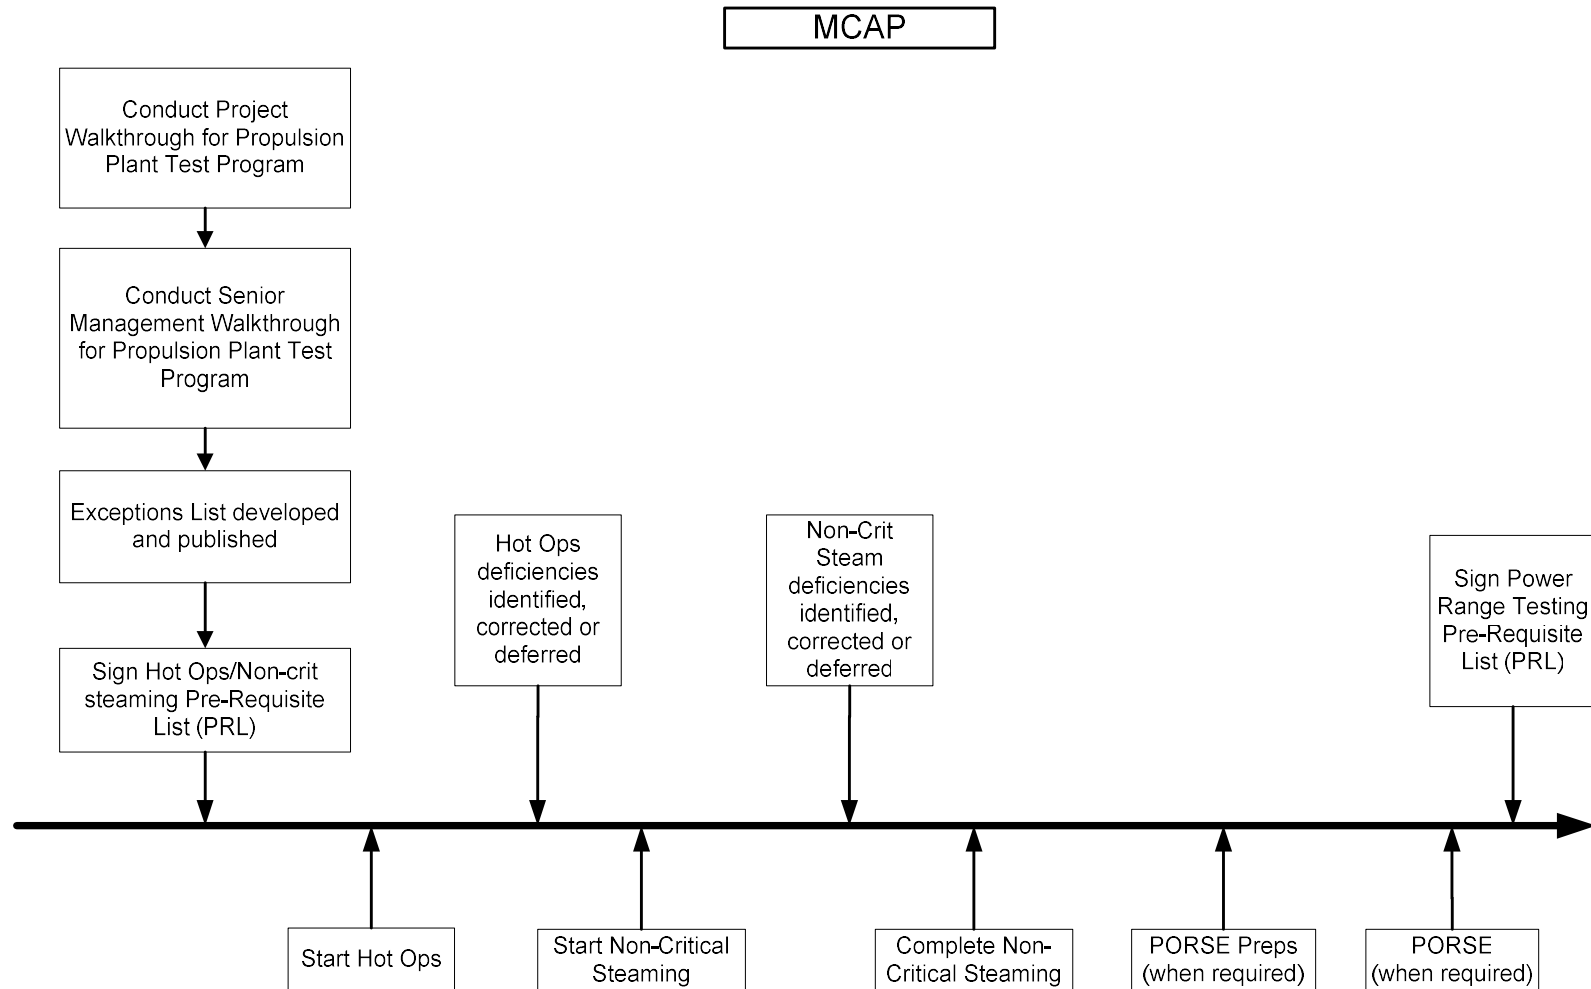 MCAP
Conduct Project
Walkthrough for Propulsion
Plant Test Program
Conduct Senior
Management Walkthrough
for Propulsion Plant Test
Program
Exceptions List developed
and published
Sign Hot Ops/Non-crit
steaming Pre-Requisite
List (PRL)
Hot Ops
deficiencies
identified,
corrected or
deferred
Non-Crit
Steam
deficiencies
identified,
corrected or
deferred
Sign Power
Range Testing
Pre-Requisite
List (PRL)
Start Hot Ops
Start Non-Critical
Steaming
Complete Non-
Critical Steaming
PORSE Preps
(when required)
PORSE
(when required)